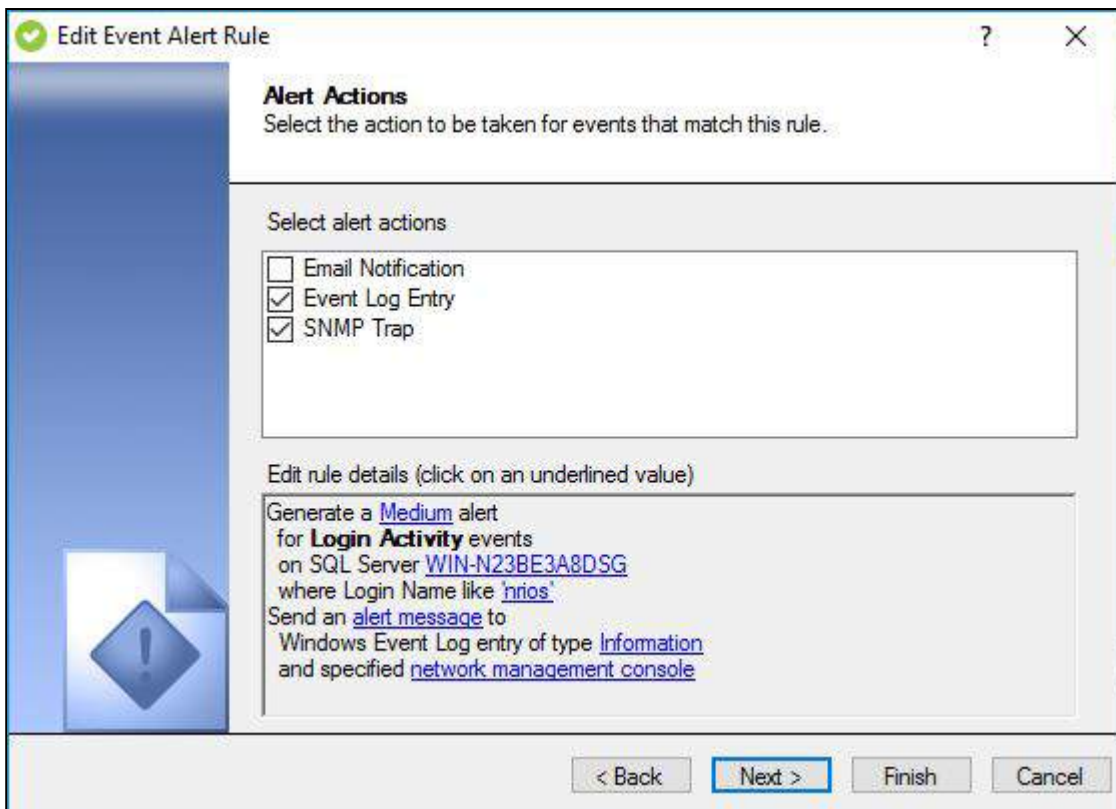 Edit Event Alert Rule
?
Alert Actions
Select the action to be taken for events that match this rule.
Select alert actions
Email Notification
Event Log Entry
SNMP Trap
Edit rule details (click on an underlined value)
Generate a Medium alert
for Login Activity events
on SQL Server WIN-N23BE3A8DSG
where Login Name like 'nrios'
Send an alert message to
Windows Event Log entry of type Information
and specified network management console
< Back
Next >
Finish
Cancel